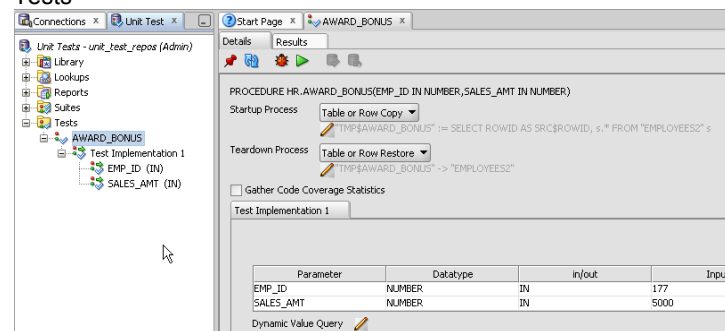 Tests
Connections Unit Test
Start Page AWARD_BONUS
Details Results
Unit Tests - unit_test_repos (Admin)
Library
Lookups
Reports
Suites
Tests
AWARD_BONUS
Test Implementation 1
EMP_ID (IN)
SALES_AMT (IN)
PROCEDURE HR.AWARD_BONUS(EMP_ID IN NUMBER,SALES_AMT IN NUMBER)
Startup Process Table or Row Copy
"TMP$AWARD_BONUS" := SELECT ROWID AS SRC$ROWID, s.* FROM "EMPLOYEES2" s
Teardown Process Table or Row Restore
"TMP$AWARD_BONUS" -> "EMPLOYEES2"
Gather Code Coverage Statistics
Test Implementation 1
Parameter Datatype in/out Inpu
EMP_ID NUMBER IN 177
SALES_AMT NUMBER IN 5000
Dynamic Value Query